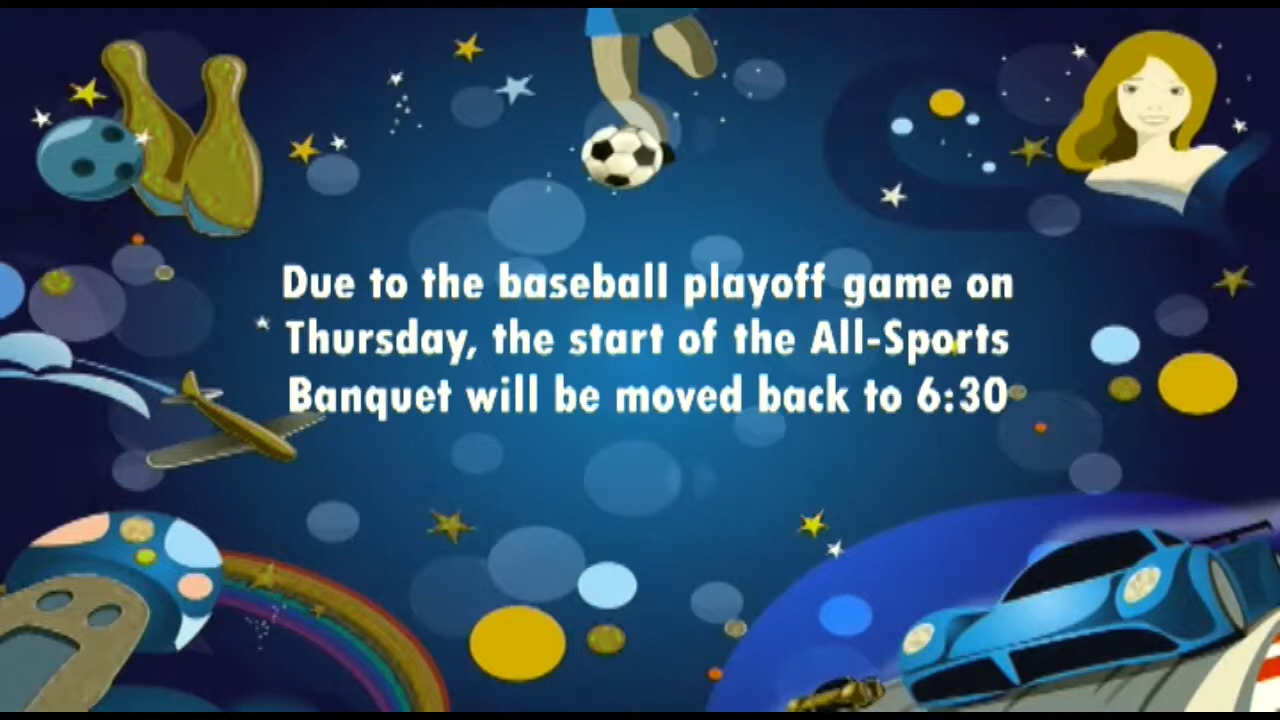 Due to the baseball playoff game on
Thursday, the start of the All-Sports
Banquet will be moved back to 6:30